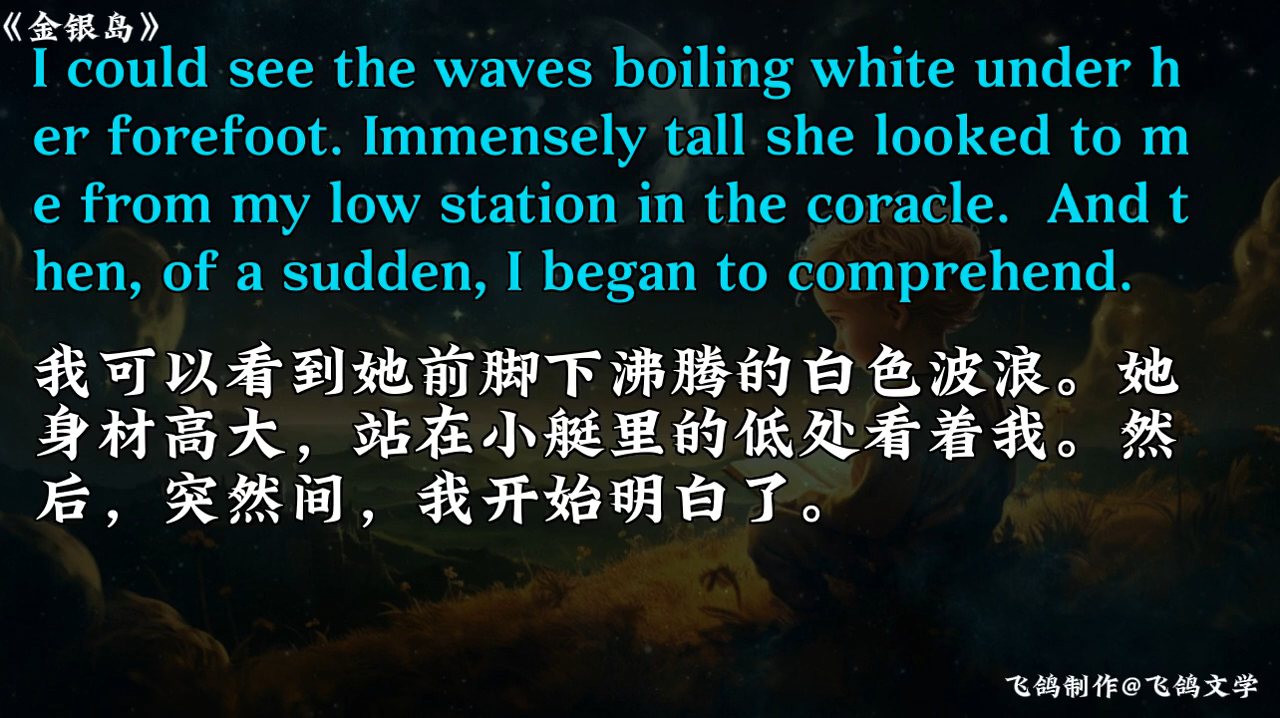 《金银岛》
I could see the waves boiling white under h
er forefoot. Immensely tall she looked to m
e from my low station in the coracle.  And t
hen, of a sudden, I began to comprehend.
我可以看到她前脚下沸腾的白色波浪。她
身材高大，站在小艇里的低处看着我。然
后，突然间，我开始明白了。
飞鸽制作@飞鸽文学